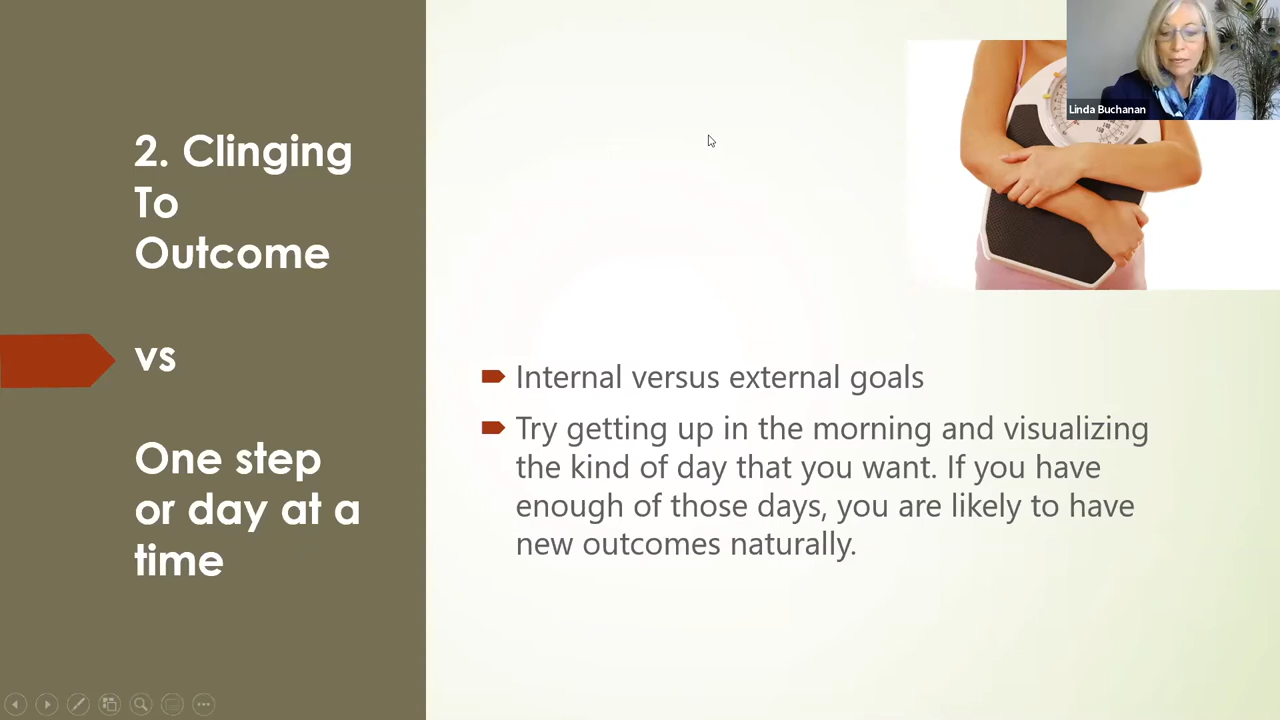 2. Clinging
To
Outcome
vs
One step
or day at a
time
Internal versus external goals
Try getting up in the morning and visualizing
the kind of day that you want. If you have
enough of those days, you are likely to have
new outcomes naturally.
Linda Buchanan